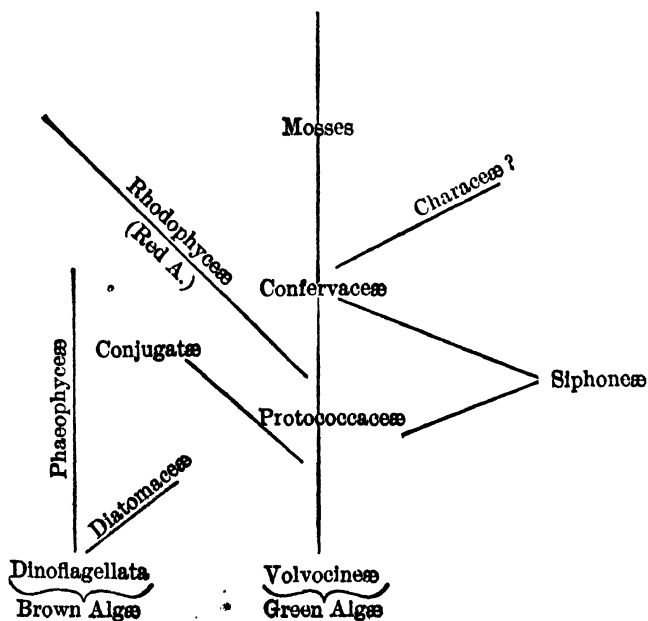 Mosses
Characeæ ?
Rhodophyceæ
(Red A.)
Confervaceæ
Conjugatæ
Siphoneæ
Phaeophyceæ
Protococcaceæ
Diatomaceæ
Dinoflagellata
Volvocineæ
Brown Algæ
Green Algæ